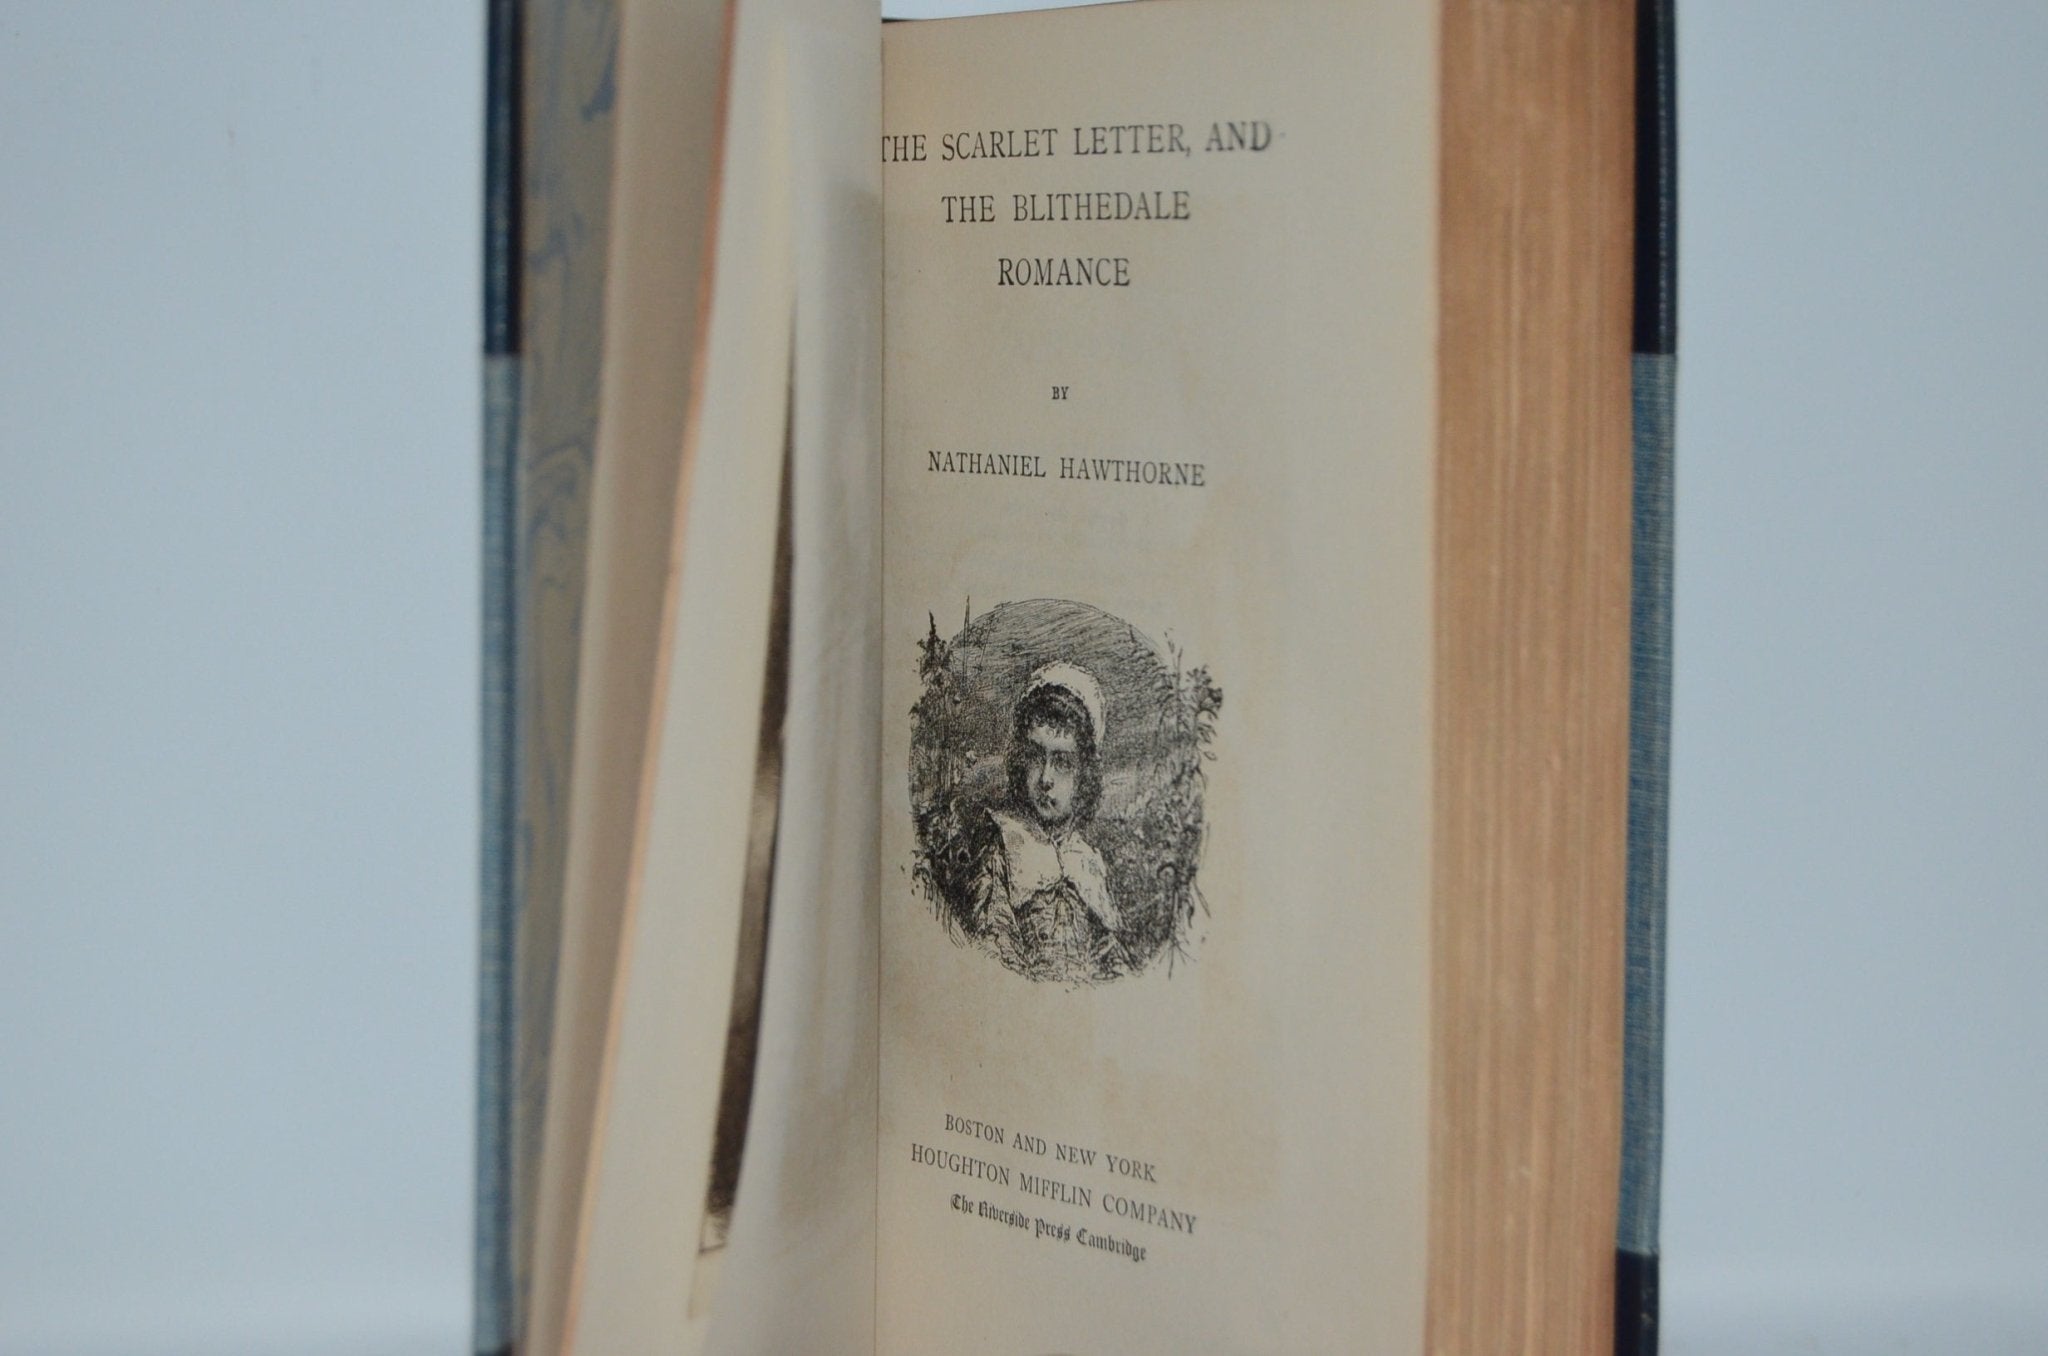 THE SCARLET LETTER, AND
THE BLITHEDALE
ROMANCE
BY
NATHANIEL HAWTHORNE
BOSTON AND NEW YORK
HOUGHTON MIFFLIN COMPANY
The Riverside Press Cambridge